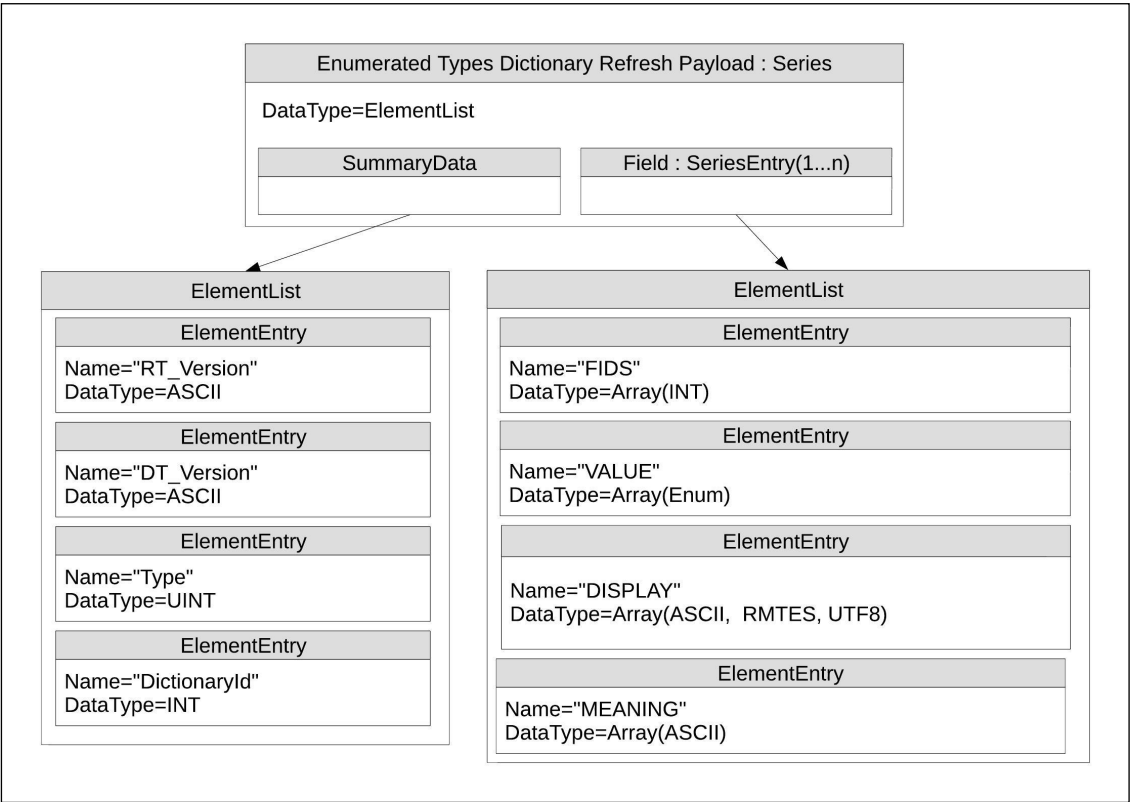 Enumerated Types Dictionary Refresh Payload : Series
DataType=ElementList
SummaryData
Field : SeriesEntry(1...n)
ElementList
ElementEntry
Name="RT_Version"
DataType=ASCII
ElementEntry
Name="DT_Version"
DataType=ASCII
ElementEntry
Name="Type"
DataType=UINT
ElementEntry
Name="DictionaryId"
DataType=INT
ElementList
ElementEntry
Name="FIDS"
DataType=Array(INT)
ElementEntry
Name="VALUE"
DataType=Array(Enum)
ElementEntry
Name="DISPLAY"
DataType=Array(ASCII, RMTES, UTF8)
ElementEntry
Name="MEANING"
DataType=Array(ASCII)